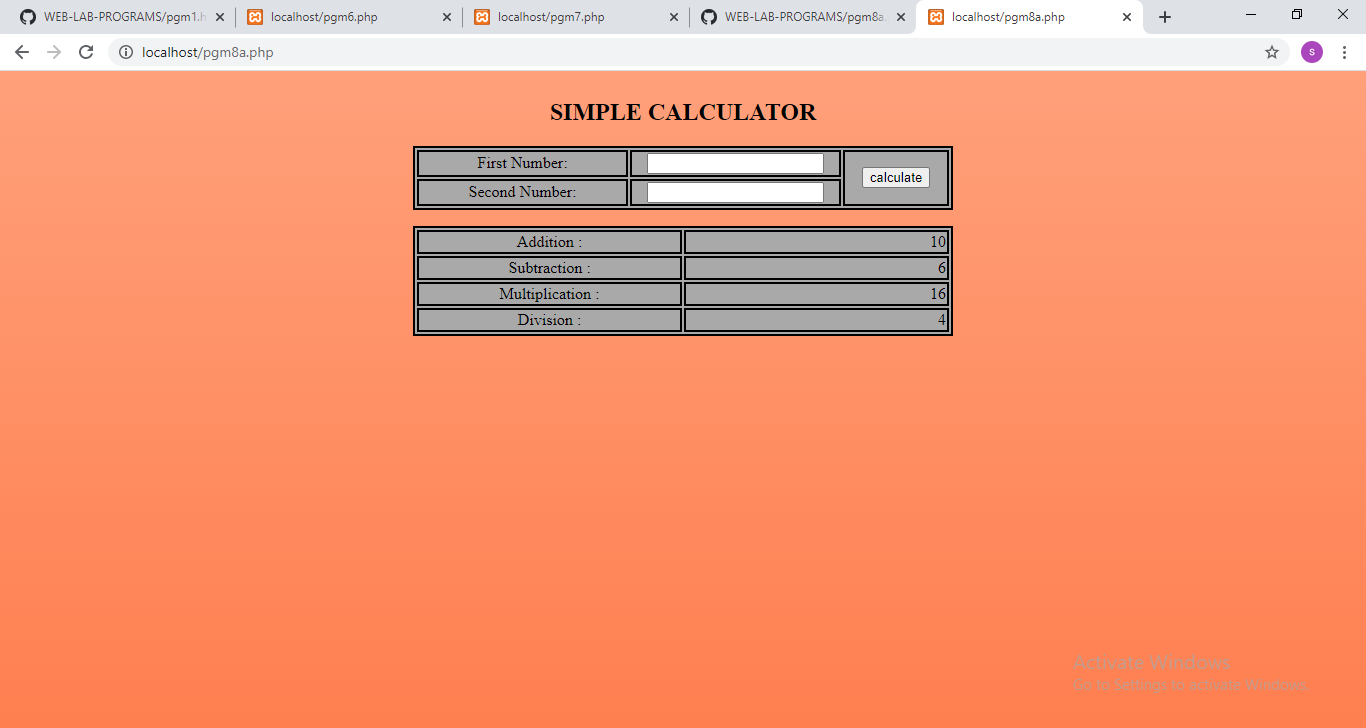 WEB-LAB-PROGRAMS/pgm1.h
localhost/pgm6.php
localhost/pgm7.php
WEB-LAB-PROGRAMS/pgm8a.
localhost/pgm8a.php
localhost/pgm8a.php
s
SIMPLE CALCULATOR
First Number:
calculate
Second Number:
Addition : 10
Subtraction : 6
Multiplication : 16
Division : 4
Activate Windows
Go to Settings to activate Windows.